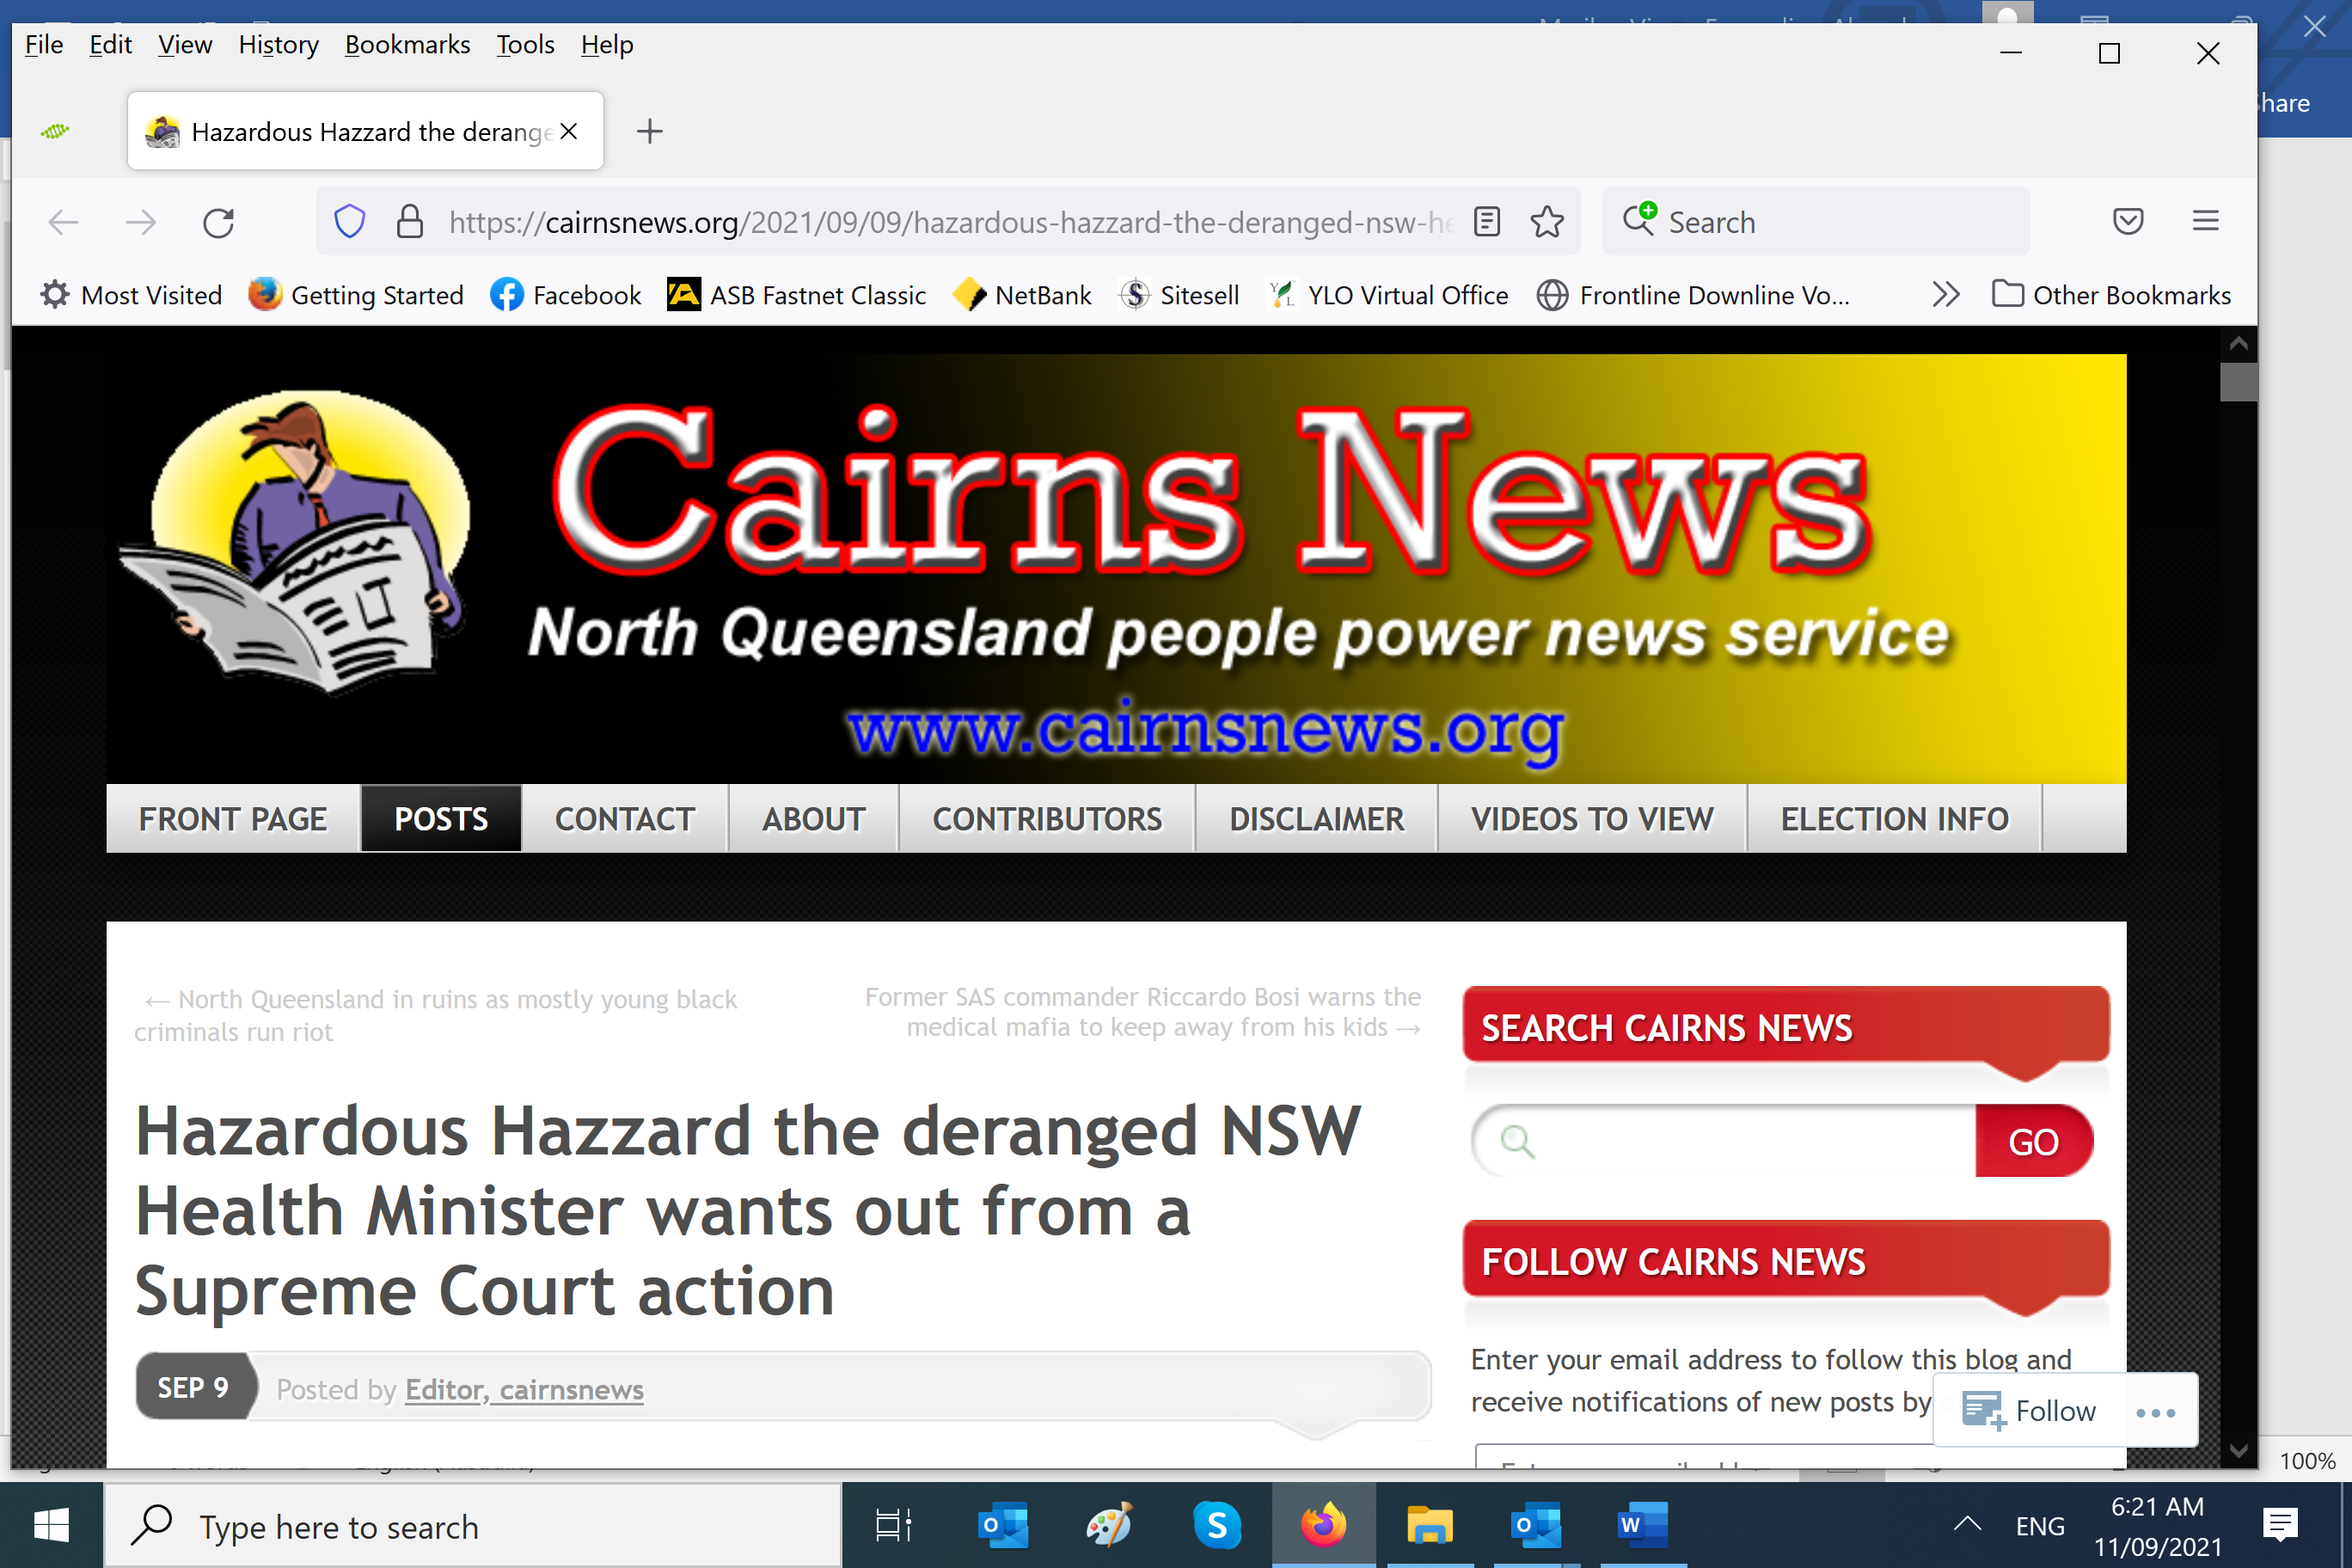 File Edit View History Bookmarks Tools Help
Share
Hazardous Hazzard the derange
https://cairnsnews.org/2021/09/09/hazardous-hazzard-the-deranged-nsw-he
Search
Most Visited Getting Started Facebook ASB Fastnet Classic NetBank Sitesell YLO Virtual Office Frontline Downline Vo... Other Bookmarks
Cairns News
North Queensland people power news service
www.cairnsnews.org
FRONT PAGE POSTS CONTACT ABOUT CONTRIBUTORS DISCLAIMER VIDEOS TO VIEW ELECTION INFO
← North Queensland in ruins as mostly young black
criminals run riot
Former SAS commander Riccardo Bosi warns the
medical mafia to keep away from his kids →
Hazardous Hazzard the deranged NSW
Health Minister wants out from a
Supreme Court action
SEP 9 Posted by Editor, cairnsnews
SEARCH CAIRNS NEWS
GO
FOLLOW CAIRNS NEWS
Enter your email address to follow this blog and
receive notifications of new posts by
Follow
100%
Type here to search
ENG
6:21 AM
11/09/2021